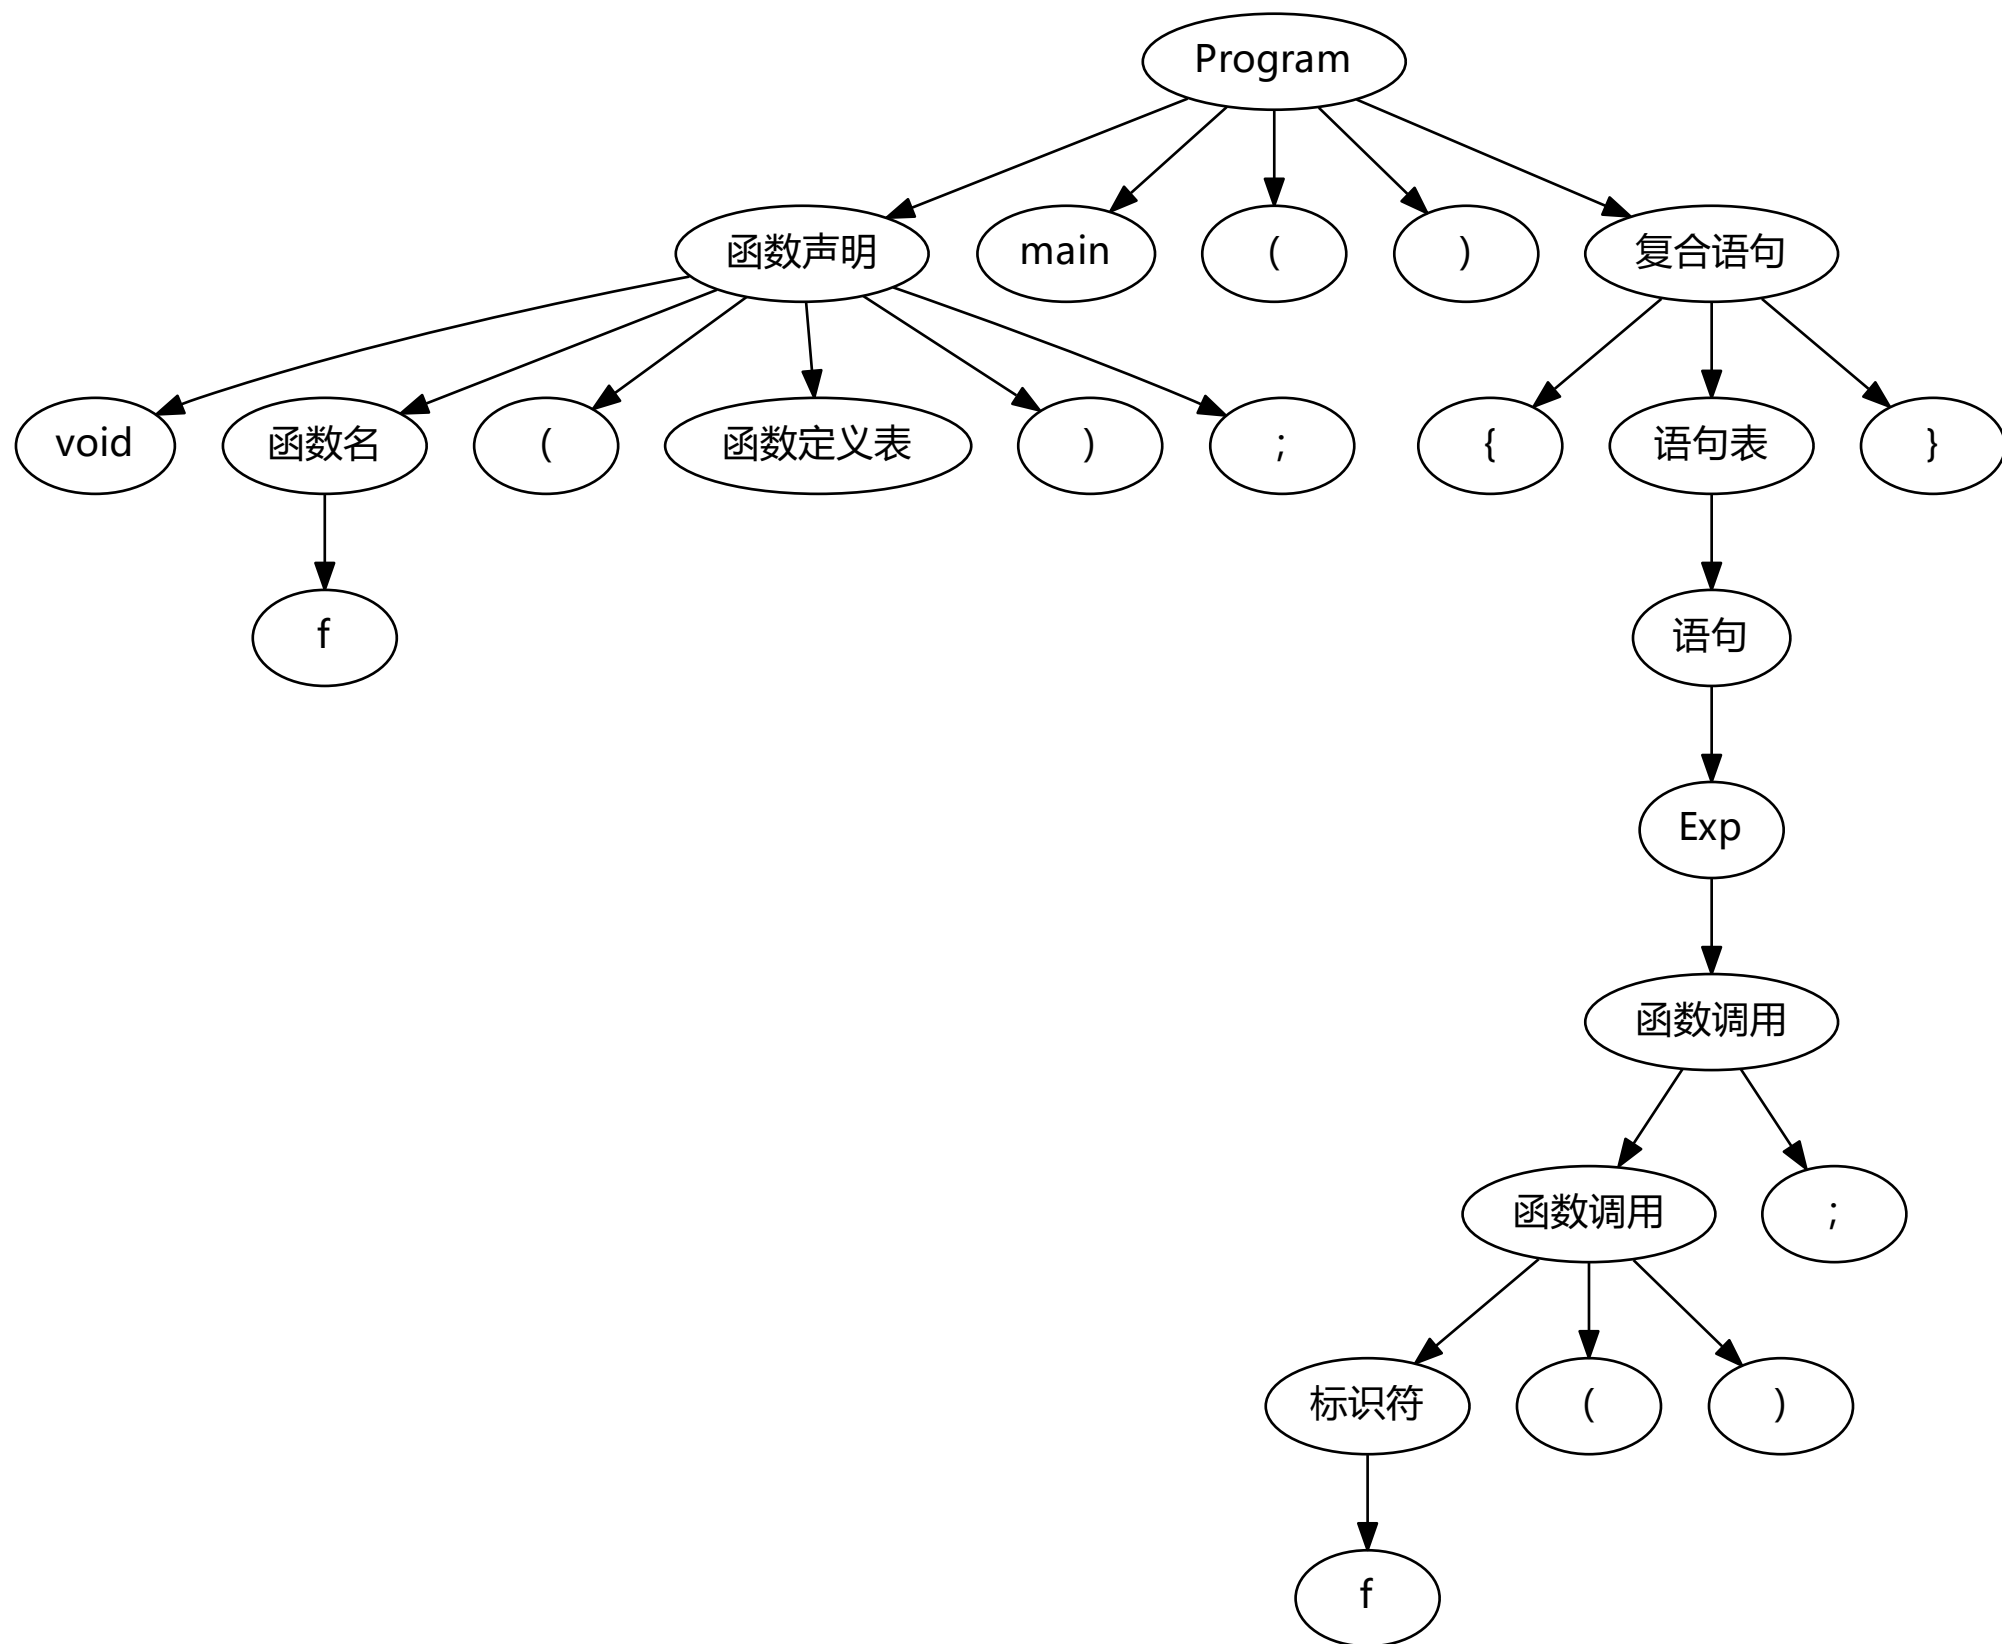 Program
函数声明 main ( ) 复合语句
void 函数名 ( 函数定义表 ) ; { 语句表 }
f 语句
Exp
函数调用
函数调用 ;
标识符 ( )
f